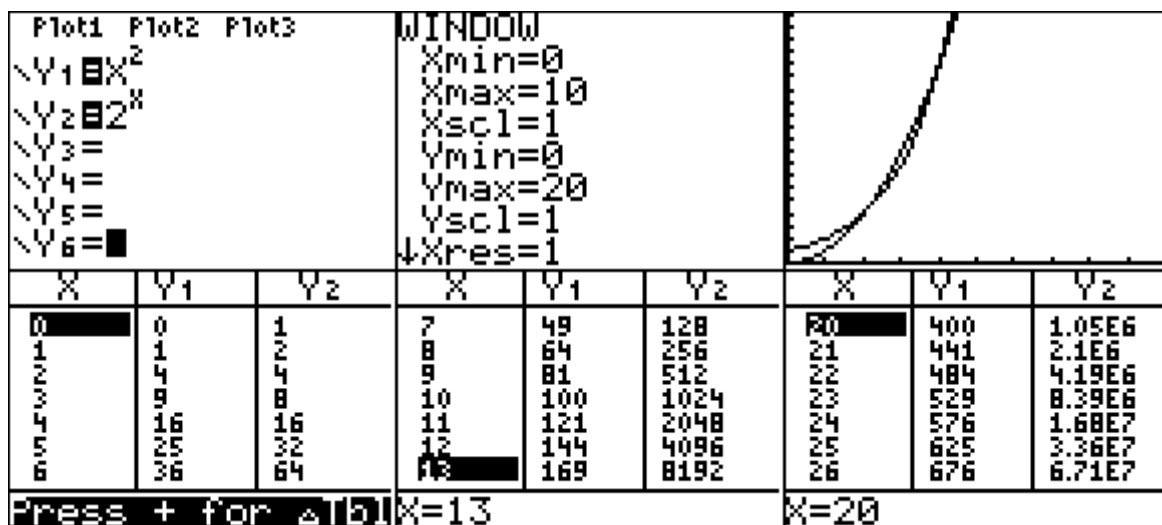 Plot1 Plot2 Plot3
\Y1=X²
\Y2=2ˣ
\Y3=
\Y4=
\Y5=
\Y6=
WINDOW
Xmin=0
Xmax=10
Xscl=1
Ymin=0
Ymax=20
Yscl=1
↓Xres=1
X Y1 Y2
0 0 1
1 1 2
2 4 4
3 9 8
4 16 16
5 25 32
6 36 64
Press + for △Tbl
X Y1 Y2
7 49 128
8 64 256
9 81 512
10 100 1024
11 121 2048
12 144 4096
13 169 8192
X=13
X Y1 Y2
20 400 1.05E6
21 441 2.1E6
22 484 4.19E6
23 529 8.39E6
24 576 1.68E7
25 625 3.36E7
26 676 6.71E7
X=20